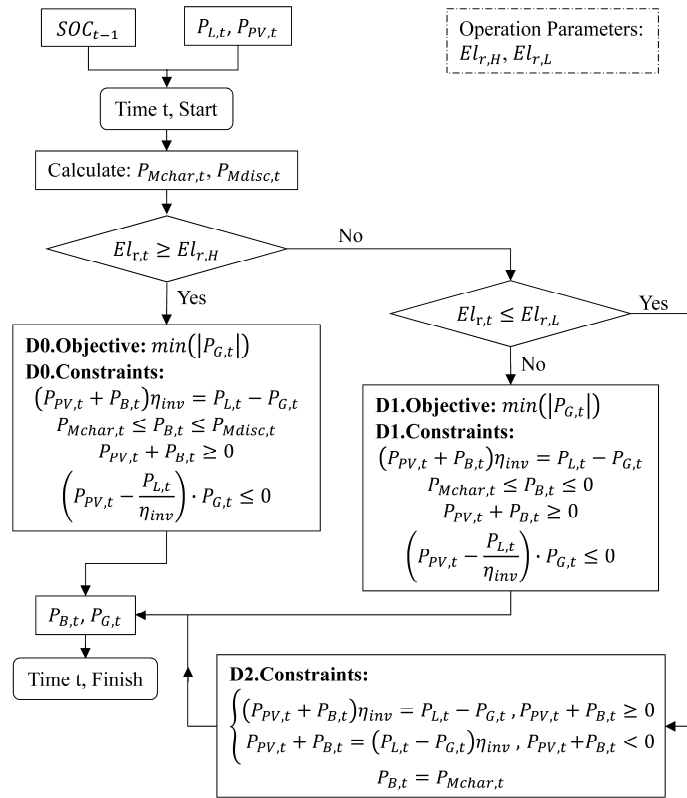 SOC_{t−1}
P_{L,t}, P_{PV,t}
Operation Parameters:
El_{r,H}, El_{r,L}
Time t, Start
Calculate: P_{Mchar,t}, P_{Mdisc,t}
El_{r,t} ≥ El_{r,H}
No
Yes
El_{r,t} ≤ El_{r,L}
Yes
No
D0.Objective: min(|P_{G,t}|)
D0.Constraints:
(P_{PV,t} + P_{B,t})η_{inv} = P_{L,t} − P_{G,t}
P_{Mchar,t} ≤ P_{B,t} ≤ P_{Mdisc,t}
P_{PV,t} + P_{B,t} ≥ 0
(P_{PV,t} − P_{L,t}/η_{inv}) · P_{G,t} ≤ 0
D1.Objective: min(|P_{G,t}|)
D1.Constraints:
(P_{PV,t} + P_{B,t})η_{inv} = P_{L,t} − P_{G,t}
P_{Mchar,t} ≤ P_{B,t} ≤ 0
P_{PV,t} + P_{B,t} ≥ 0
(P_{PV,t} − P_{L,t}/η_{inv}) · P_{G,t} ≤ 0
P_{B,t}, P_{G,t}
Time t, Finish
D2.Constraints:
{(P_{PV,t} + P_{B,t})η_{inv} = P_{L,t} − P_{G,t} , P_{PV,t} + P_{B,t} ≥ 0
P_{PV,t} + P_{B,t} = (P_{L,t} − P_{G,t})η_{inv} , P_{PV,t}+P_{B,t} < 0
P_{B,t} = P_{Mchar,t}